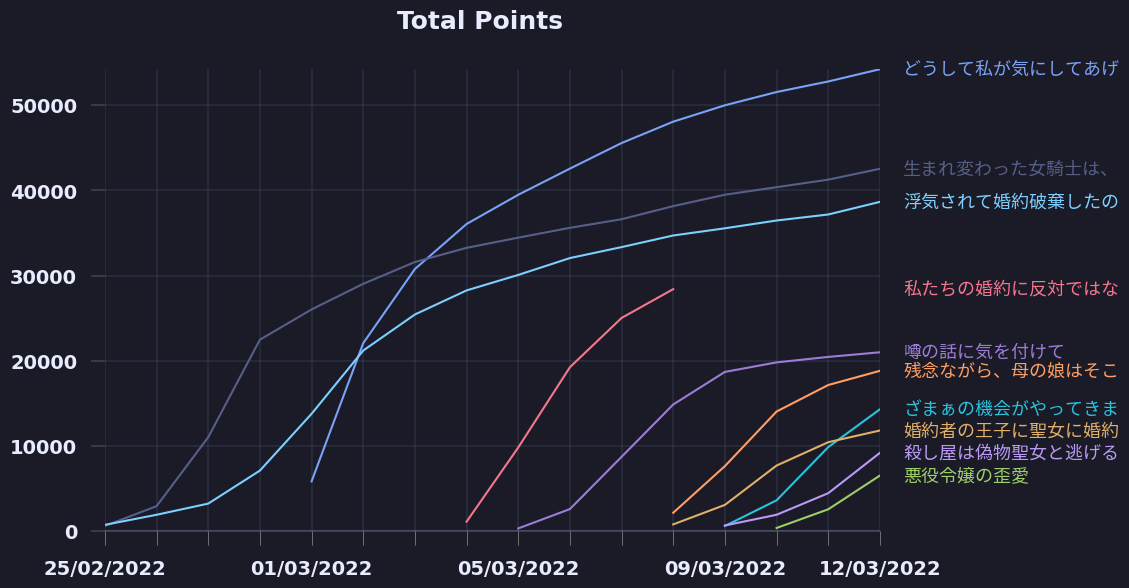 Total Points
50000
40000
30000
20000
10000
0
25/02/2022
01/03/2022
05/03/2022
09/03/2022
12/03/2022
どうして私が気にしてあげ
生まれ変わった女騎士は、
浮気されて婚約破棄したの
私たちの婚約に反対ではな
噂の話に気を付けて
残念ながら、母の娘はそこ
ざまぁの機会がやってきま
婚約者の王子に聖女に婚約
殺し屋は偽物聖女と逃げる
悪役令嬢の歪愛